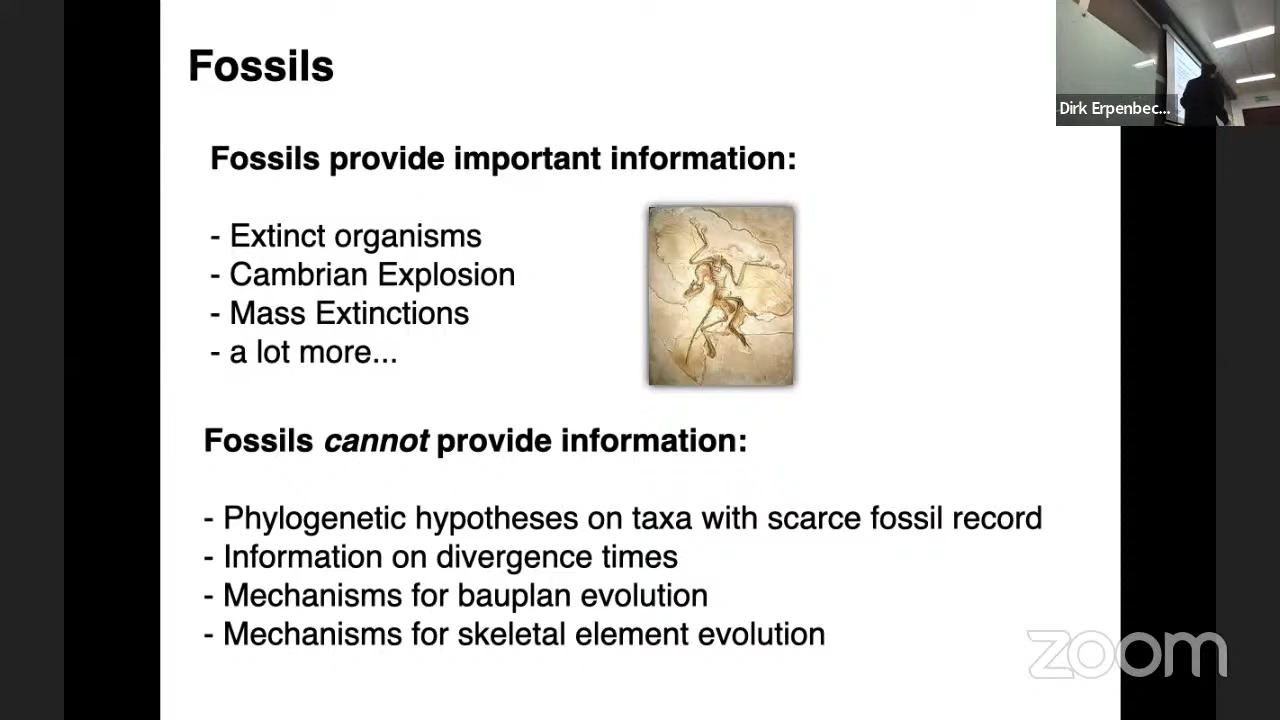 Fossils
Dirk Erpenbec...
Fossils provide important information:
- Extinct organisms
- Cambrian Explosion
- Mass Extinctions
- a lot more...
Fossils cannot provide information:
- Phylogenetic hypotheses on taxa with scarce fossil record
- Information on divergence times
- Mechanisms for bauplan evolution
- Mechanisms for skeletal element evolution
zoom